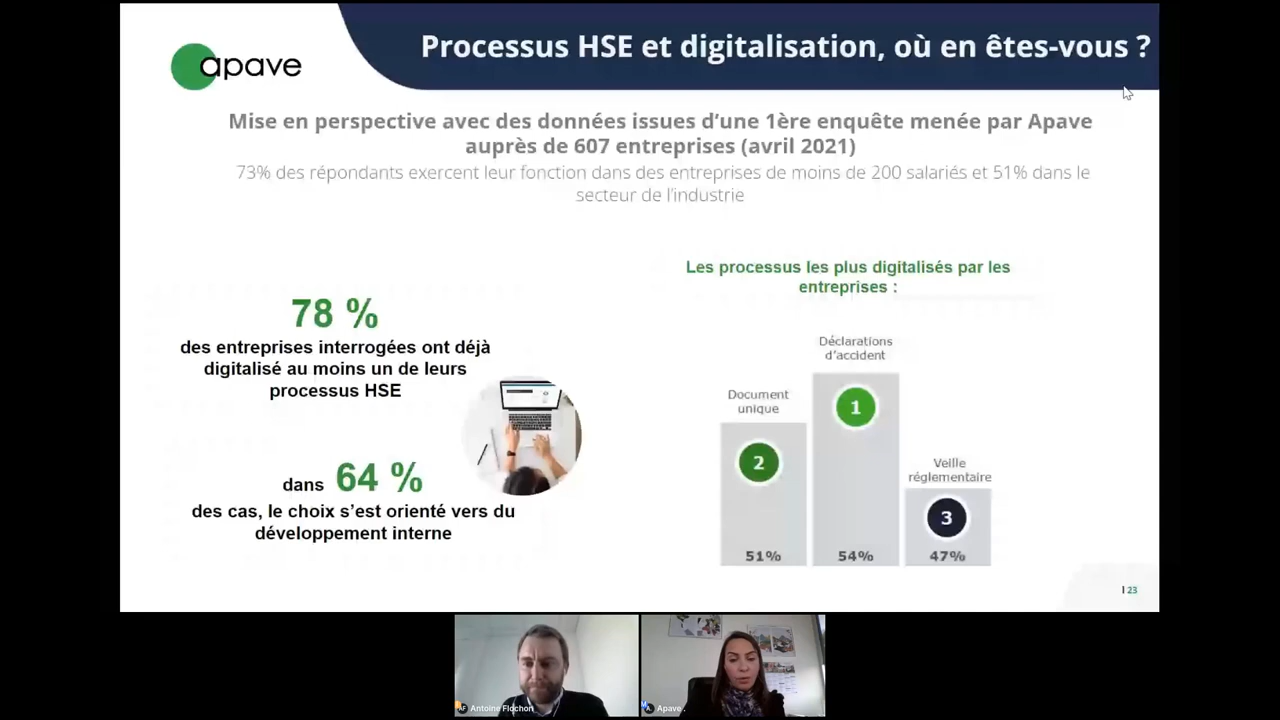 apave
Processus HSE et digitalisation, où en êtes-vous ?
Mise en perspective avec des données issues d’une 1ère enquête menée par Apave
auprès de 607 entreprises (avril 2021)
73% des répondants exercent leur fonction dans des entreprises de moins de 200 salariés et 51% dans le
secteur de l’industrie
78 %
des entreprises interrogées ont déjà
digitalisé au moins un de leurs
processus HSE
dans 64 %
des cas, le choix s’est orienté vers du
développement interne
Les processus les plus digitalisés par les
entreprises :
Document
unique
2
51%
Déclarations
d’accident
1
54%
Veille
réglementaire
3
47%
I 23
AF Antoine Flochon
A. Apave .